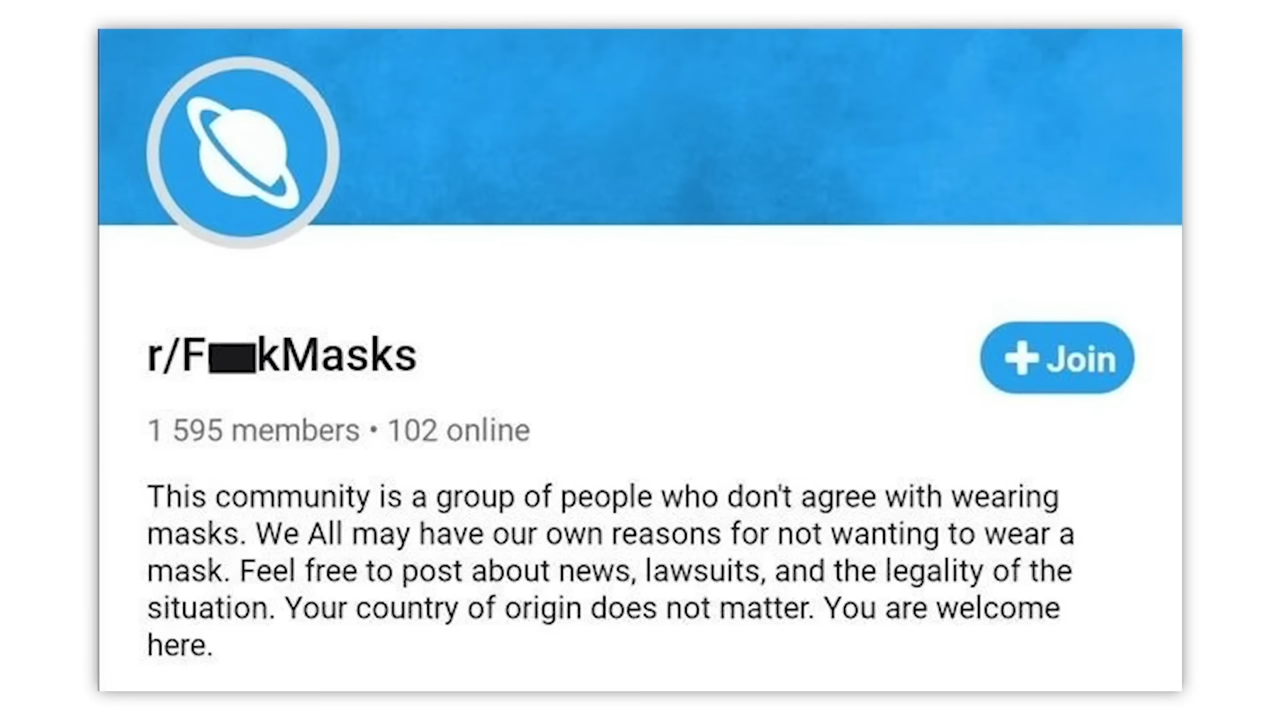 r/F kMasks
Join
1 595 members • 102 online
This community is a group of people who don't agree with wearing
masks. We All may have our own reasons for not wanting to wear a
mask. Feel free to post about news, lawsuits, and the legality of the
situation. Your country of origin does not matter. You are welcome
here.